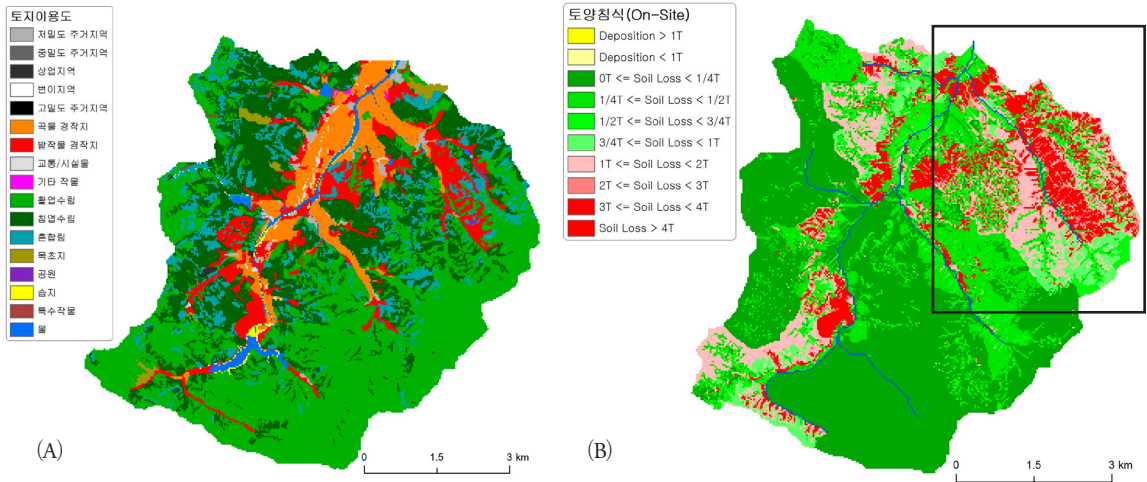 토지이용도
저밀도 주거지역
중밀도 주거지역
상업지역
변이지역
고밀도 주거지역
곡물 경작지
밭작물 경작지
교통/시설물
기타 작물
활엽수림
침엽수림
혼합림
목초지
공원
습지
특수작물
물
(A)
0 1.5 3 km
토양침식(On-Site)
Deposition > 1T
Deposition < 1T
0T <= Soil Loss < 1/4T
1/4T <= Soil Loss < 1/2T
1/2T <= Soil Loss < 3/4T
3/4T <= Soil Loss < 1T
1T <= Soil Loss < 2T
2T <= Soil Loss < 3T
3T <= Soil Loss < 4T
Soil Loss > 4T
(B)
0 1.5 3 km